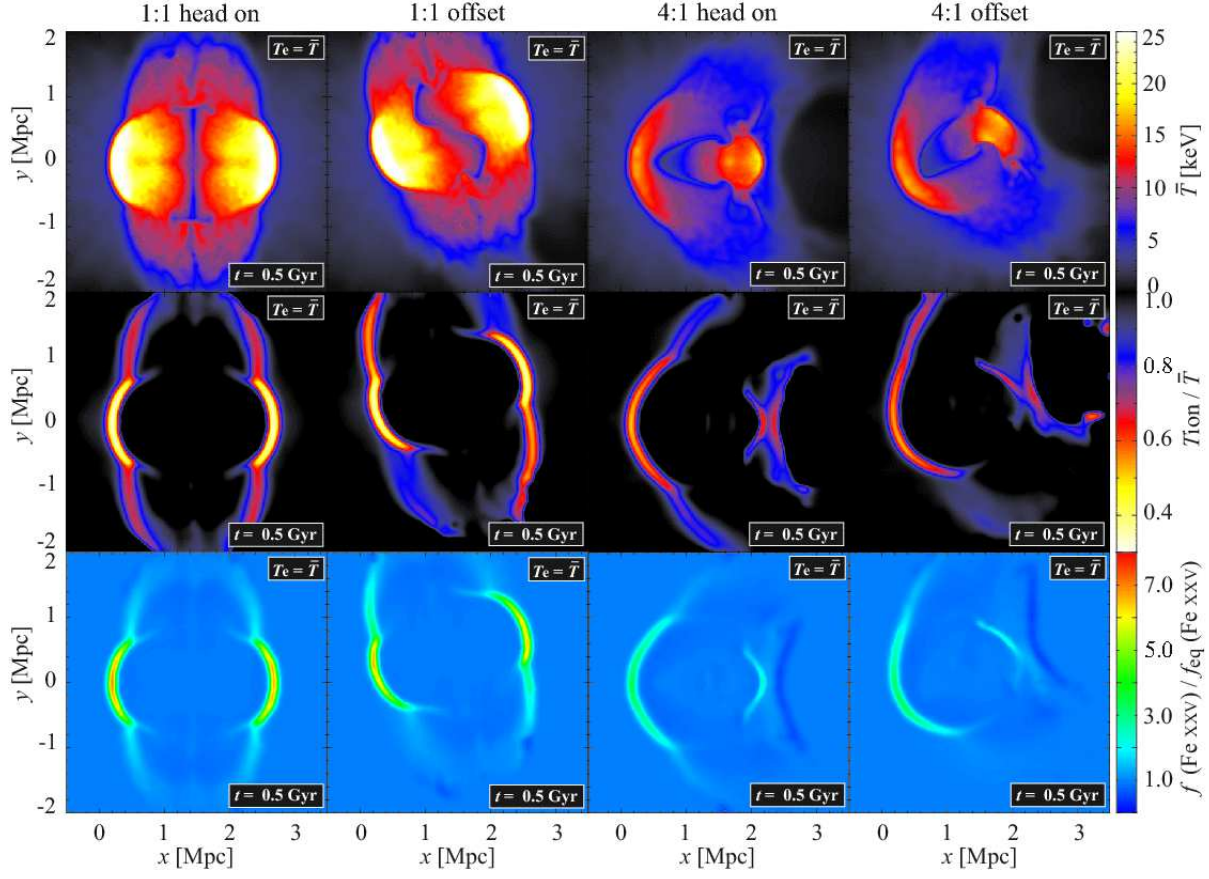 1:1 head on 1:1 offset 4:1 head on 4:1 offset
2 Te = T̄ Te = T̄ Te = T̄ Te = T̄ 25
1 20
y [Mpc] 0 15 T̄ [keV]
-1 10
5
-2 t = 0.5 Gyr t = 0.5 Gyr t = 0.5 Gyr t = 0.5 Gyr 0
2 Te = T̄ Te = T̄ Te = T̄ Te = T̄ 1.0
1 0.8
y [Mpc] 0 Tion / T̄
0.6
-1
0.4
-2 t = 0.5 Gyr t = 0.5 Gyr t = 0.5 Gyr t = 0.5 Gyr
2 Te = T̄ Te = T̄ Te = T̄ Te = T̄
7.0
1
5.0
y [Mpc] 0 f (Fe XXV) / feq (Fe XXV)
3.0
-1
1.0
-2 t = 0.5 Gyr t = 0.5 Gyr t = 0.5 Gyr t = 0.5 Gyr
0 1 2 3 0 1 2 3 0 1 2 3 0 1 2 3
x [Mpc] x [Mpc] x [Mpc] x [Mpc]